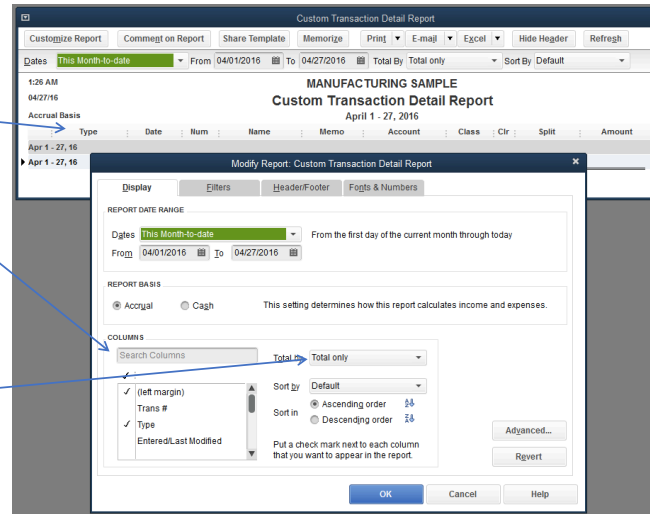 Custom Transaction Detail Report
Customize Report Comment on Report Share Template Memorize Print E-mail Excel Hide Header Refresh
Dates This Month-to-date From 04/01/2016 To 04/27/2016 Total By Total only Sort By Default
1:26 AM MANUFACTURING SAMPLE
04/27/16 Custom Transaction Detail Report
Accrual Basis April 1 - 27, 2016
Type Date Num Name Memo Account Class Clr Split Amount
Apr 1 - 27, 16
Apr 1 - 27, 16
Modify Report: Custom Transaction Detail Report
Display Filters Header/Footer Fonts & Numbers
REPORT DATE RANGE
Dates This Month-to-date From the first day of the current month through today
From 04/01/2016 To 04/27/2016
REPORT BASIS
Accrual Cash This setting determines how this report calculates income and expenses.
COLUMNS
Search Columns Total by Total only
(left margin) Sort by Default
Trans # Sort in Ascending order
Type Descending order
Entered/Last Modified Put a check mark next to each column
that you want to appear in the report.
Advanced...
Revert
OK Cancel Help